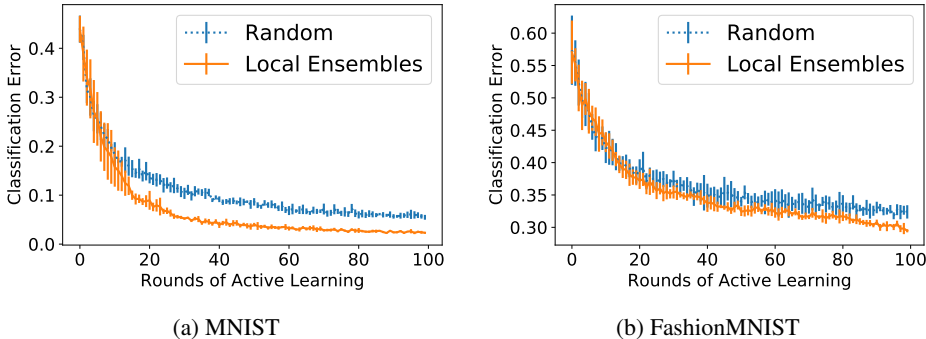 Classification Error
0.4
0.3
0.2
0.1
0.0
Random
Local Ensembles
0 20 40 60 80 100
Rounds of Active Learning
(a) MNIST
Classification Error
0.60
0.55
0.50
0.45
0.40
0.35
0.30
Random
Local Ensembles
0 20 40 60 80 100
Rounds of Active Learning
(b) FashionMNIST